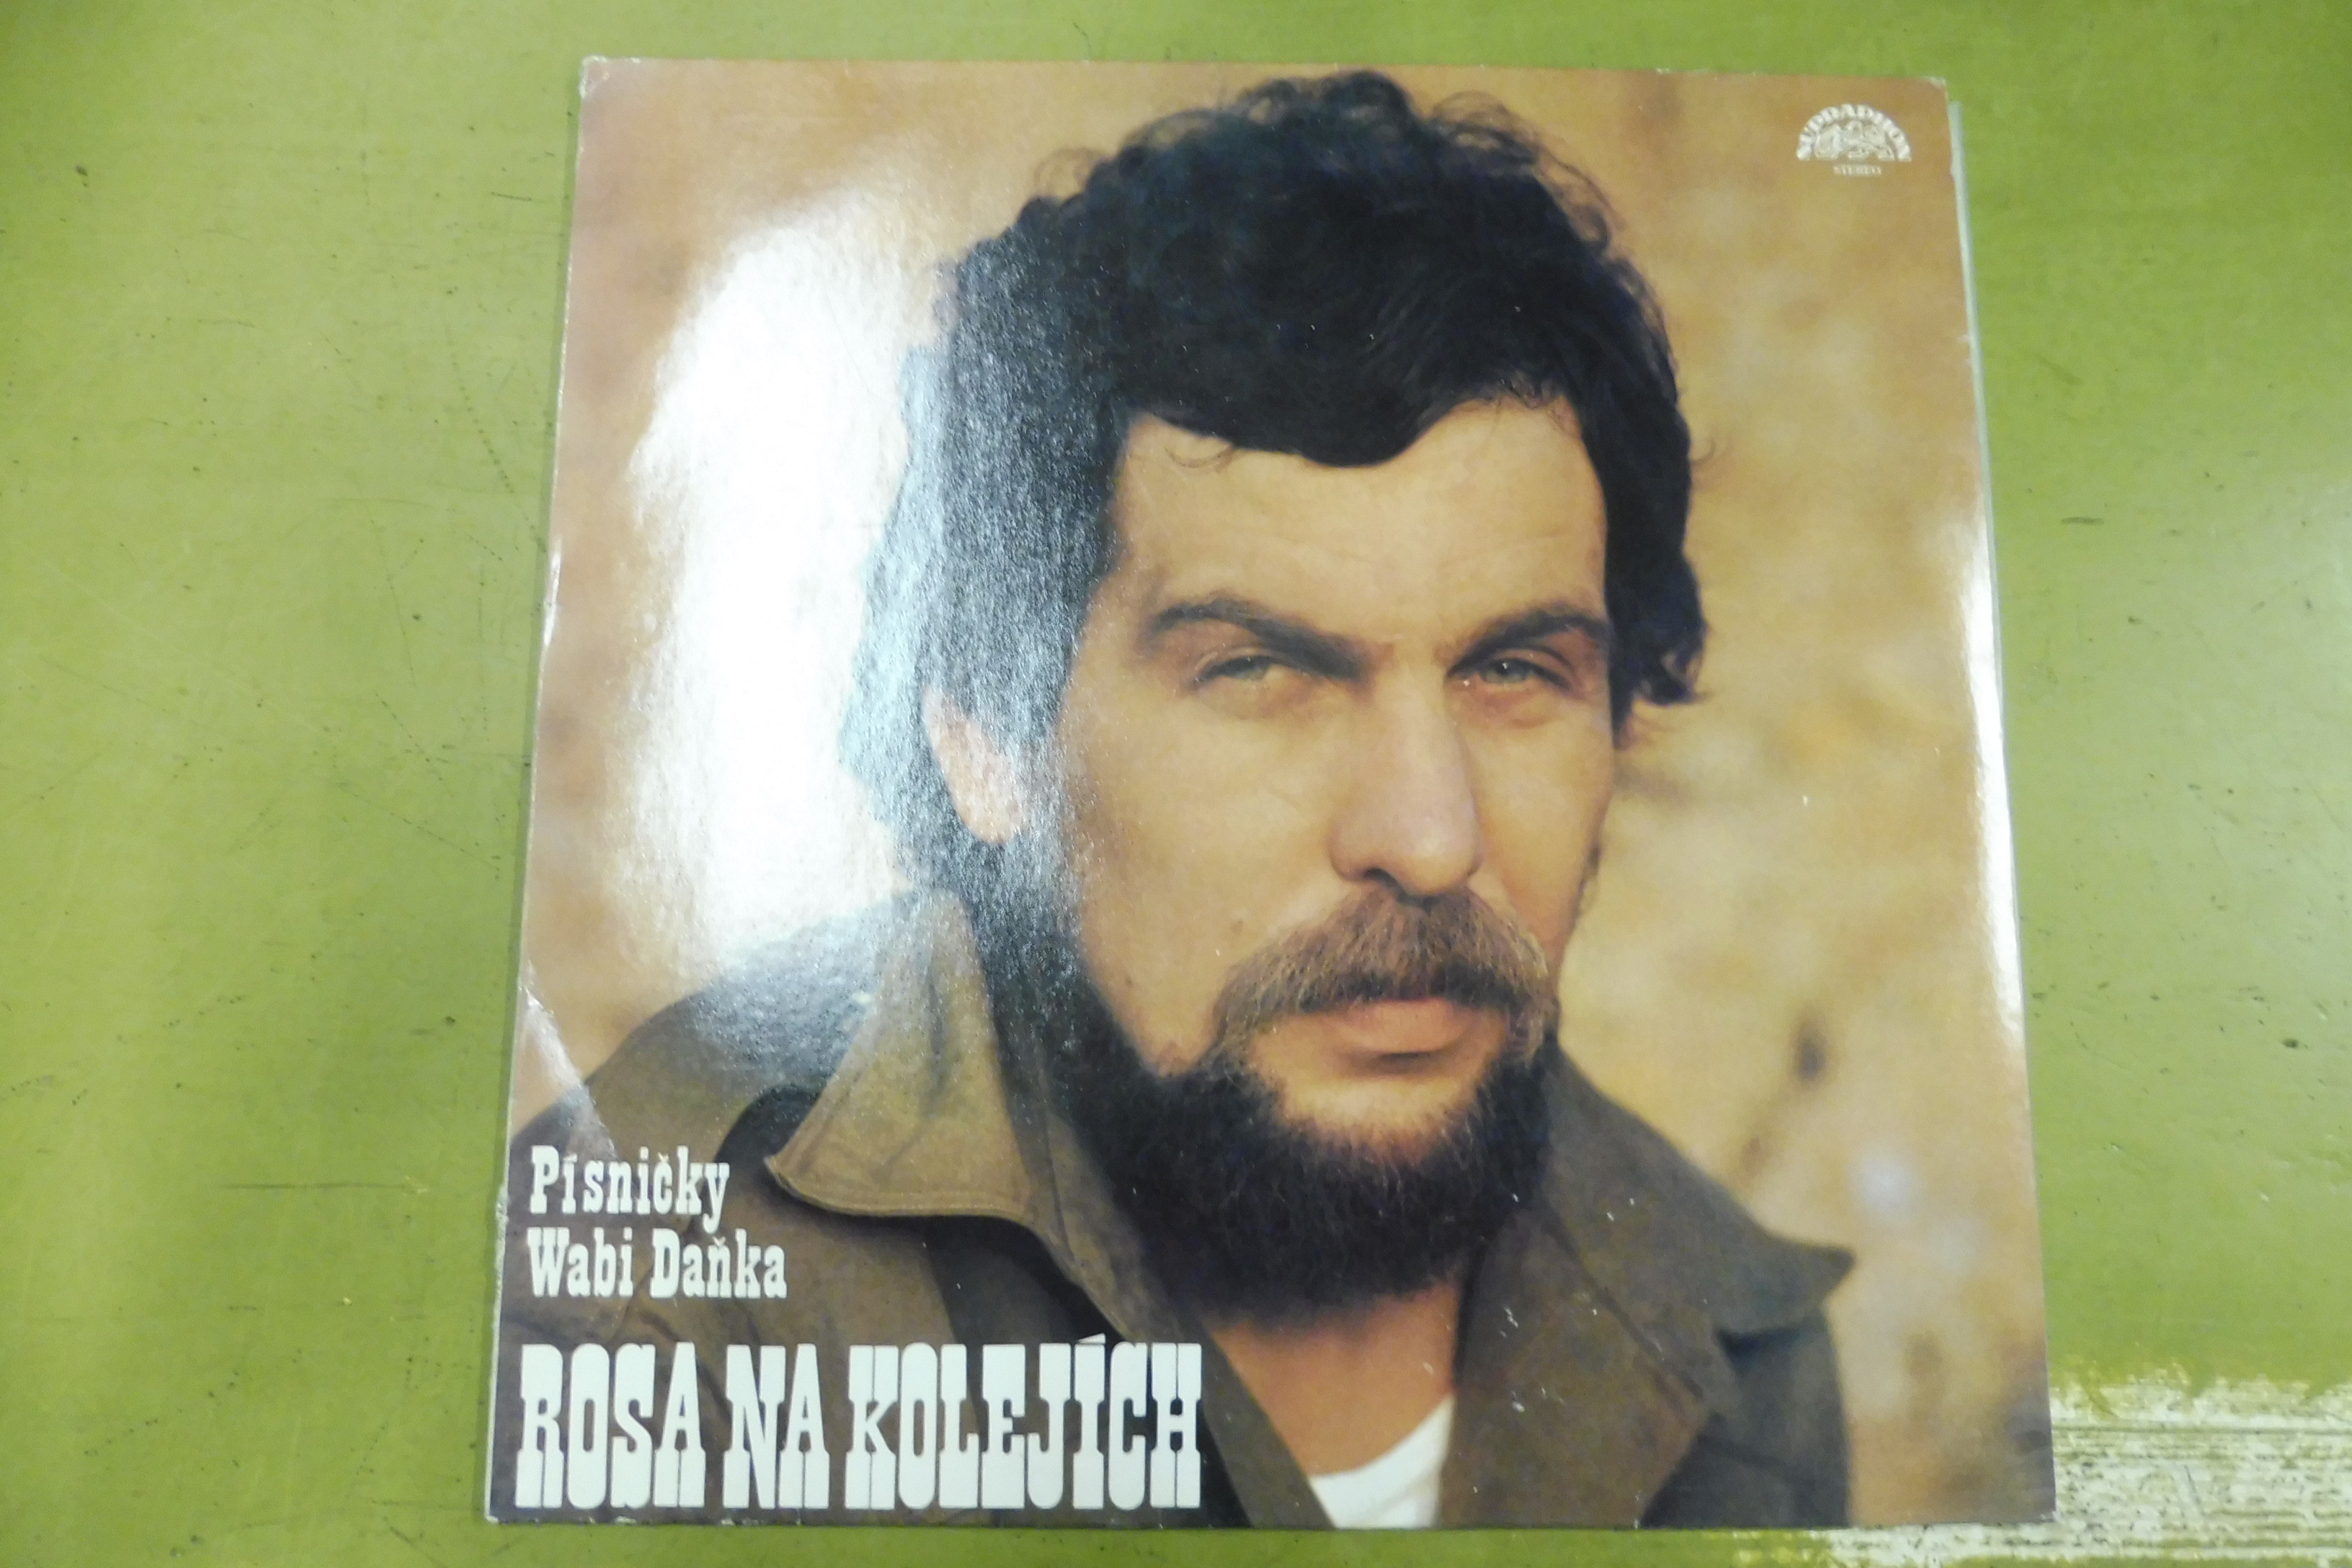 SUPRAPHON
STEREO
Písničky
Wabi Daňka
ROSA NA KOLEJÍCH